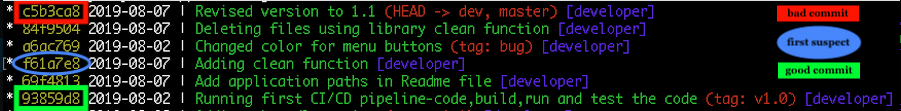 * c5b3ca8 2019-08-07 | Revised version to 1.1 (HEAD -> dev, master) [developer] bad commit
* 84f9504 2019-08-07 | Deleting files using library clean function [developer]
* a6ac769 2019-08-02 | Changed color for menu buttons (tag: bug) [developer] first suspect
* f61a7e8 2019-08-07 | Adding clean function [developer]
* 69f4813 2019-08-07 | Add application paths in Readme file [developer] good commit
* 93859d8 2019-08-02 | Running first CI/CD pipeline-code,build,run and test the code (tag: v1.0) [developer]